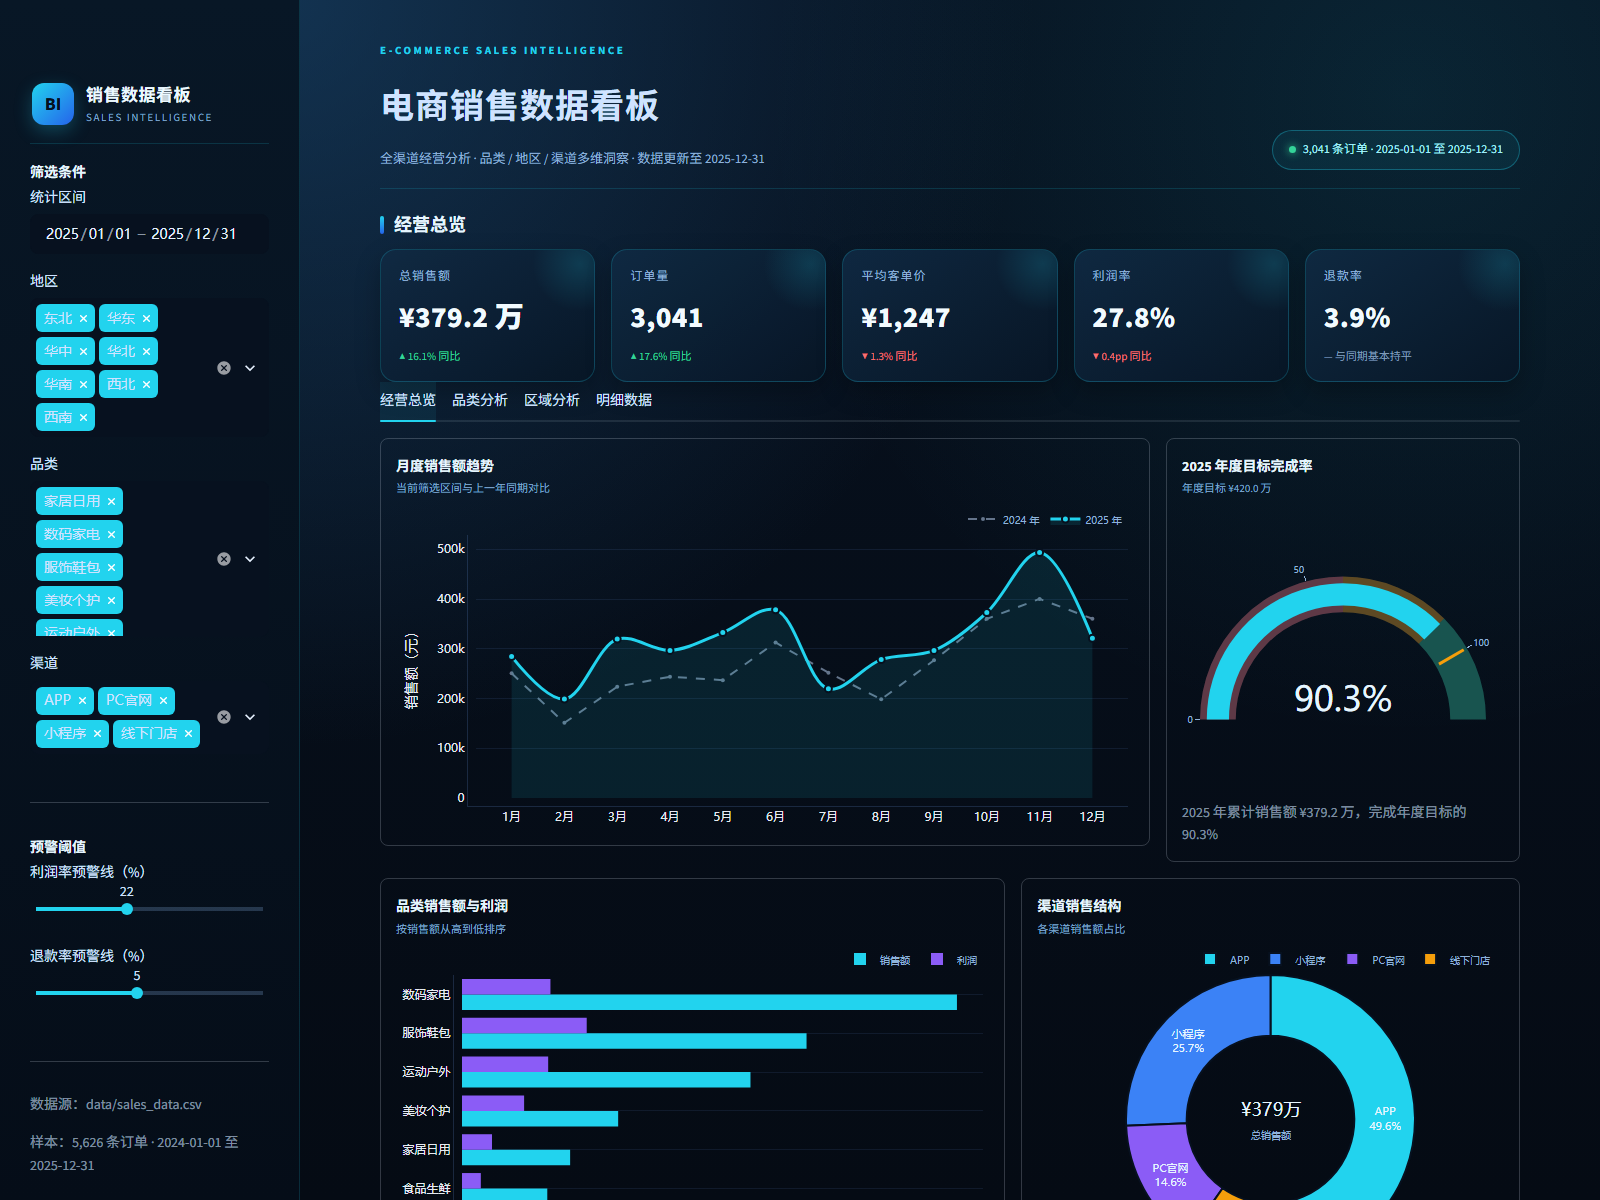 BI
销售数据看板
SALES INTELLIGENCE
筛选条件
统计区间
2025/01/01 – 2025/12/31
地区
东北 × 华东 ×
华中 × 华北 ×
华南 × 西北 ×
西南 ×
品类
家居日用 ×
数码家电 ×
服饰鞋包 ×
美妆个护 ×
运动户外 ×
渠道
APP × PC官网 ×
小程序 × 线下门店 ×
预警阈值
利润率预警线（%）
22
退款率预警线（%）
5
数据源：data/sales_data.csv
样本：5,626 条订单 · 2024-01-01 至
2025-12-31
E-COMMERCE SALES INTELLIGENCE
电商销售数据看板
全渠道经营分析 · 品类 / 地区 / 渠道多维洞察 · 数据更新至 2025-12-31
3,041 条订单 · 2025-01-01 至 2025-12-31
经营总览
总销售额
¥379.2 万
▲ 16.1% 同比
订单量
3,041
▲ 17.6% 同比
平均客单价
¥1,247
▼ 1.3% 同比
利润率
27.8%
▼ 0.4pp 同比
退款率
3.9%
— 与同期基本持平
经营总览 品类分析 区域分析 明细数据
月度销售额趋势
当前筛选区间与上一年同期对比
2024 年 2025 年
销售额（元）
500k
400k
300k
200k
100k
0
1月 2月 3月 4月 5月 6月 7月 8月 9月 10月 11月 12月
2025 年度目标完成率
年度目标 ¥420.0 万
0
50
100
90.3%
2025 年累计销售额 ¥379.2 万，完成年度目标的
90.3%
品类销售额与利润
按销售额从高到低排序
销售额 利润
数码家电
服饰鞋包
运动户外
美妆个护
家居日用
食品生鲜
渠道销售结构
各渠道销售额占比
APP 小程序 PC官网 线下门店
小程序
25.7%
¥379万
总销售额
APP
49.6%
PC官网
14.6%